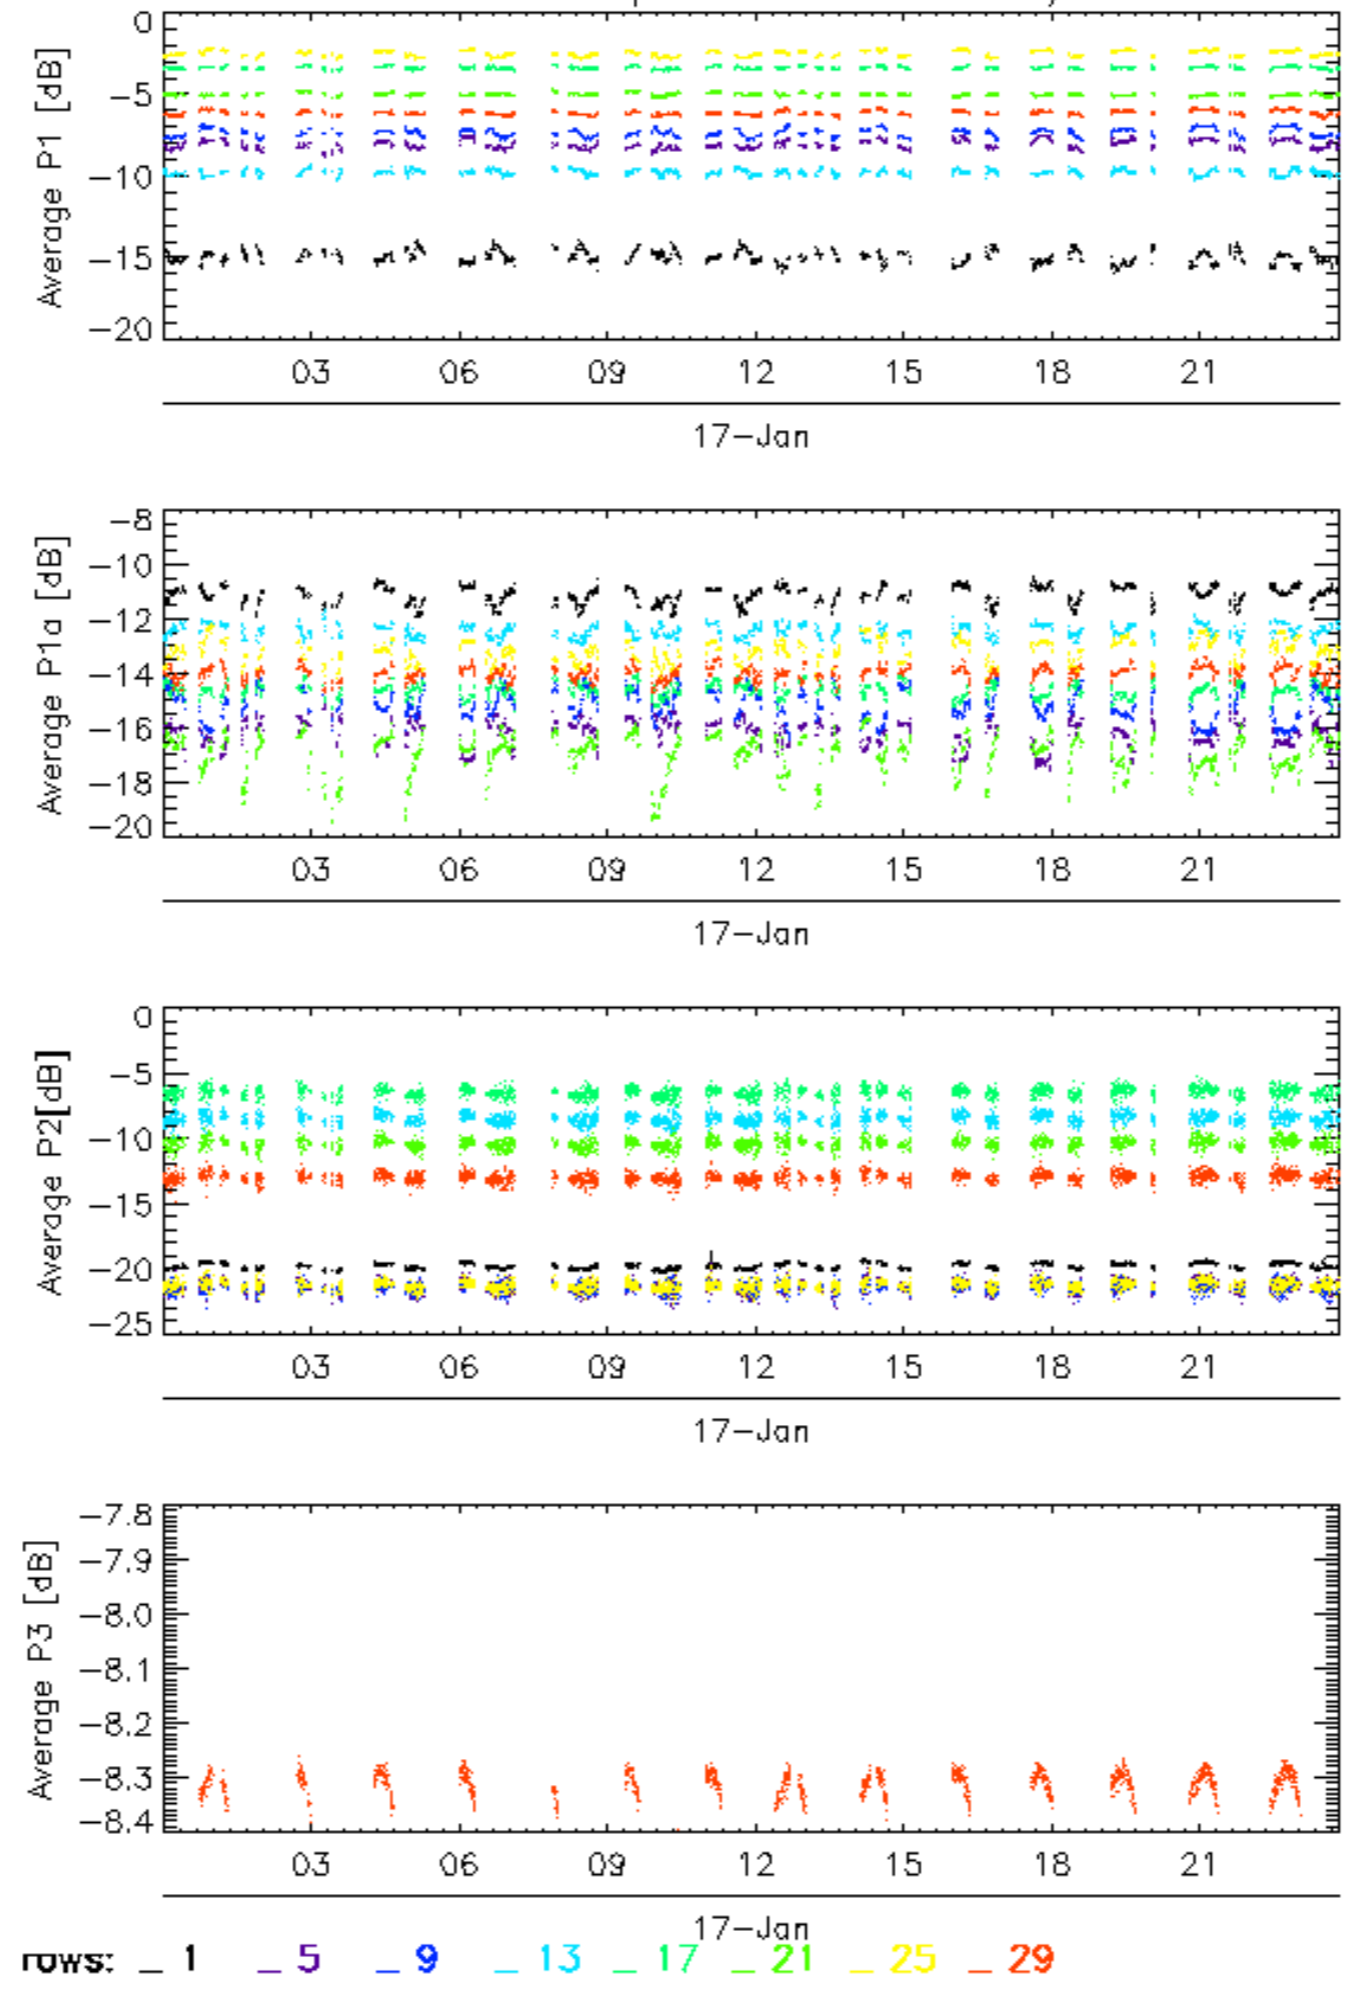 0
−5
−10
−15
−20
Average P1 [dB]
03 06 09 12 15 18 21
17−Jan
−8
−10
−12
−14
−16
−18
−20
Average P1a [dB]
03 06 09 12 15 18 21
17−Jan
0
−5
−10
−15
−20
−25
Average P2[dB]
03 06 09 12 15 18 21
17−Jan
−7.8
−7.9
−8.0
−8.1
−8.2
−8.3
−8.4
Average P3 [dB]
03 06 09 12 15 18 21
17−Jan
rows: _ 1 _ 5 _ 9 _ 13 _ 17 _ 21 _ 25 _ 29